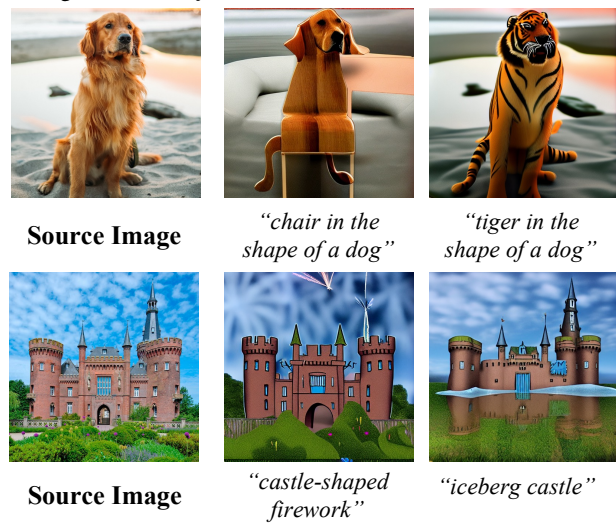 Source Image
“chair in the
shape of a dog”
“tiger in the
shape of a dog”
Source Image
“castle-shaped
firework”
“iceberg castle”